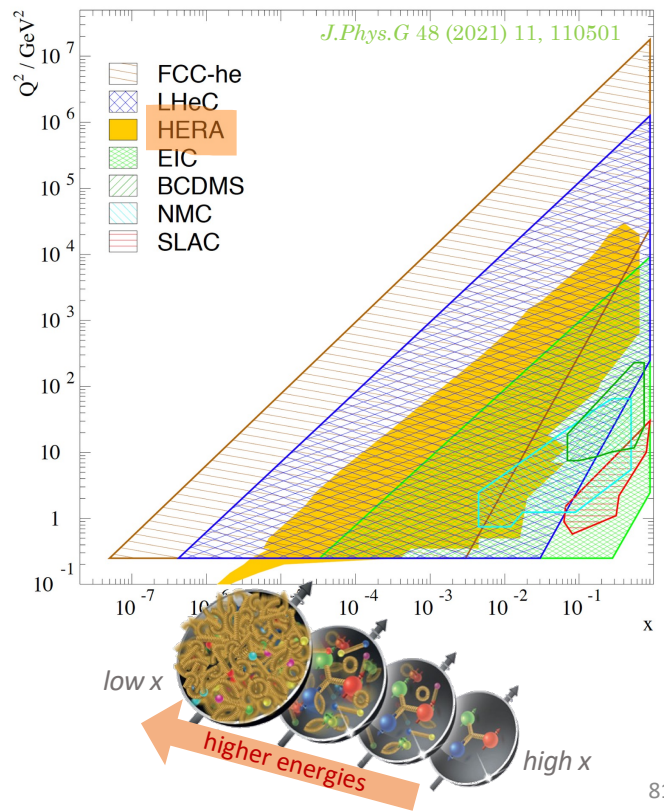 J.Phys.G 48 (2021) 11, 110501
Q² / GeV²
FCC-he
LHeC
HERA
EIC
BCDMS
NMC
SLAC
10⁷
10⁶
10⁵
10⁴
10³
10²
10
1
10⁻¹
10⁻⁷ 10⁻⁴ 10⁻³ 10⁻² 10⁻¹ x
low x
higher energies
high x
81